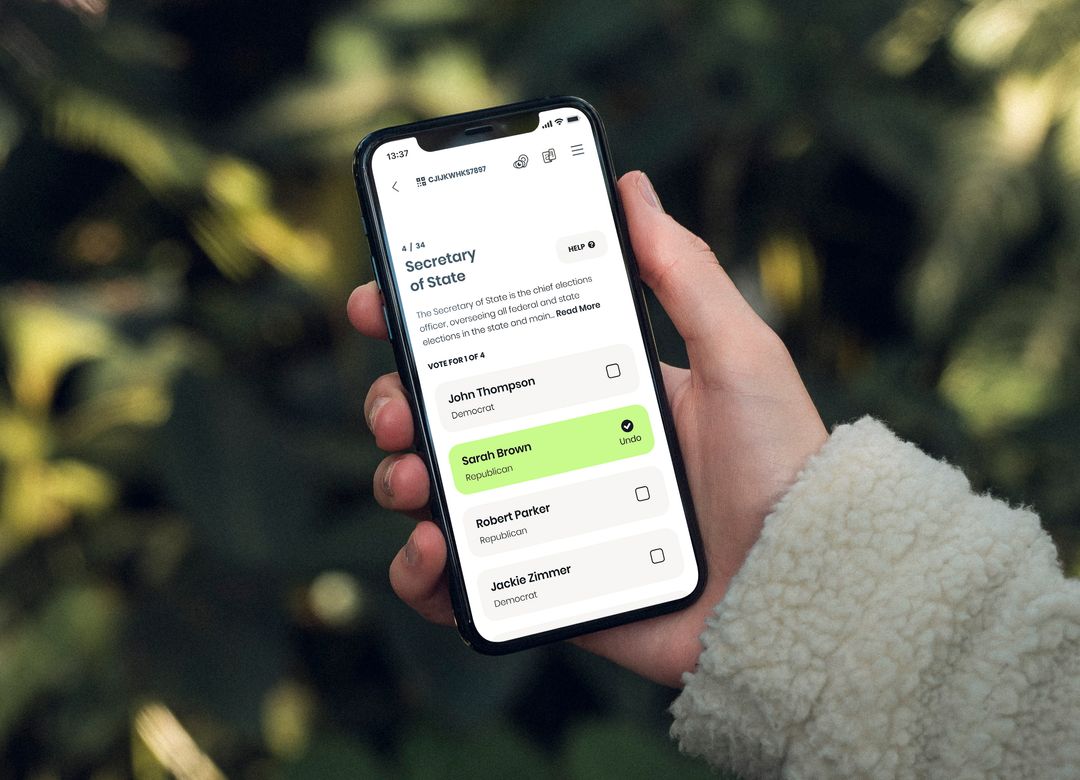 13:37
CJIJKWHKS7897
4 / 34
Secretary
of State
HELP ?
The Secretary of State is the chief elections
officer, overseeing all federal and state
elections in the state and main... Read More
VOTE FOR 1 OF 4
John Thompson
Democrat
Sarah Brown
Republican
Undo
Robert Parker
Republican
Jackie Zimmer
Democrat